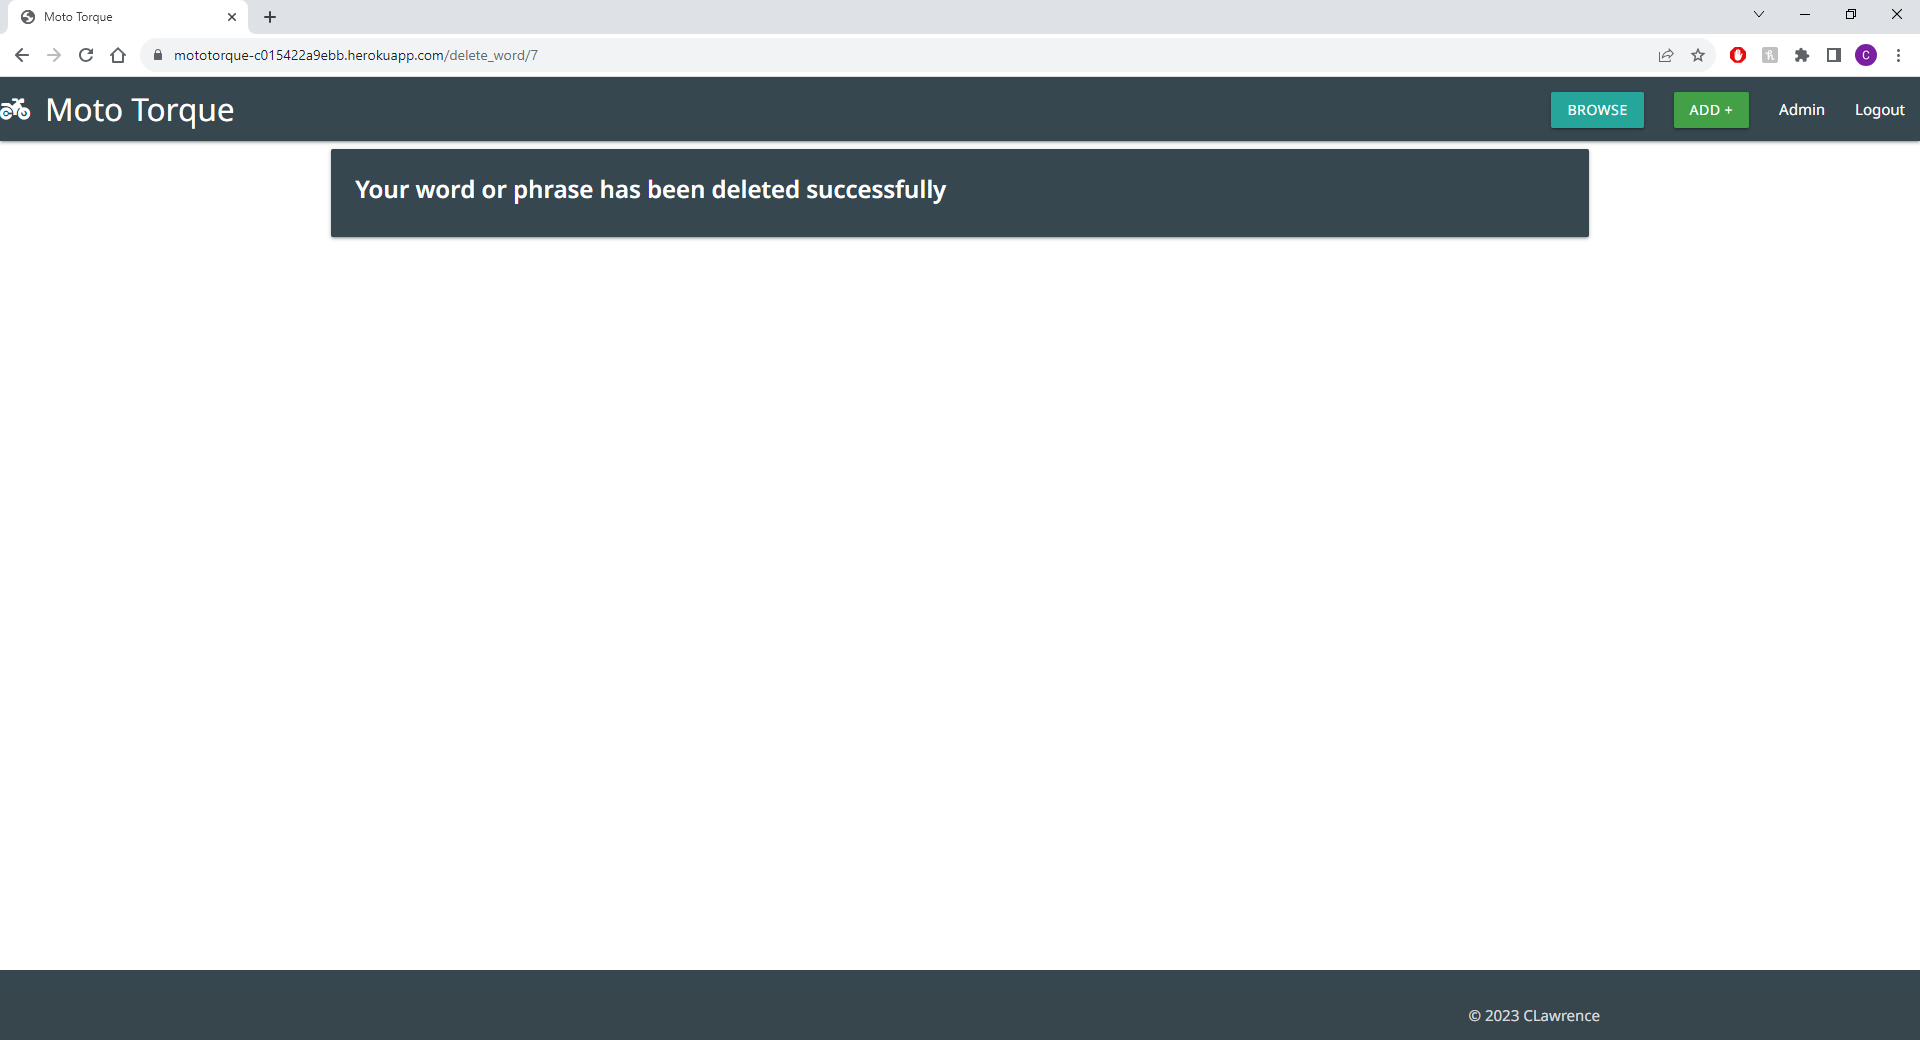 Moto Torque
mototorque-c015422a9ebb.herokuapp.com/delete_word/7
C
Moto Torque
BROWSE
ADD +
Admin
Logout
Your word or phrase has been deleted successfully
© 2023 CLawrence